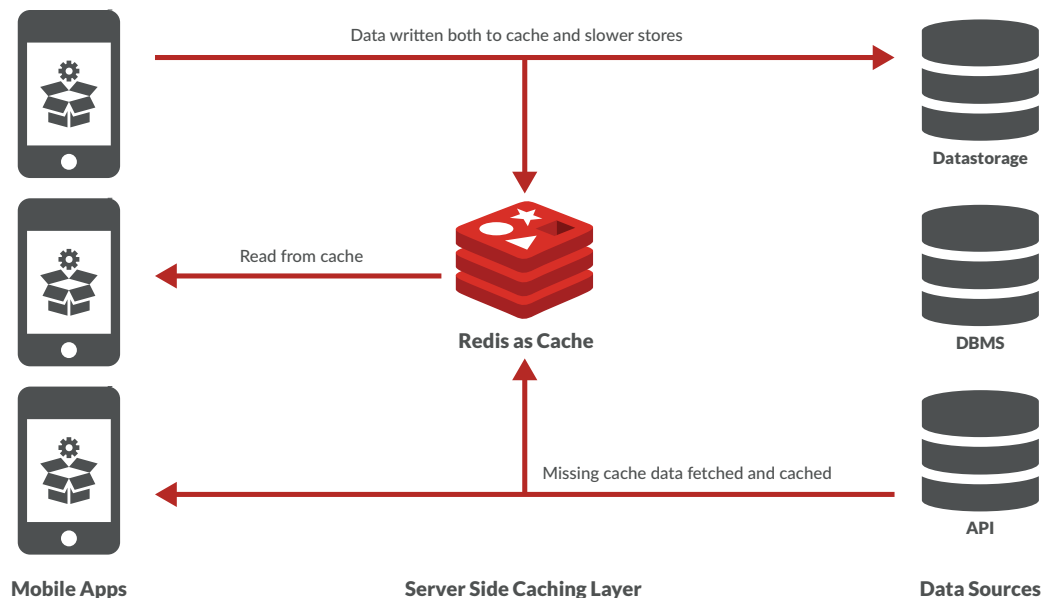 Data written both to cache and slower stores
Datastorage
Read from cache
Redis as Cache
DBMS
Missing cache data fetched and cached
API
Mobile Apps
Server Side Caching Layer
Data Sources